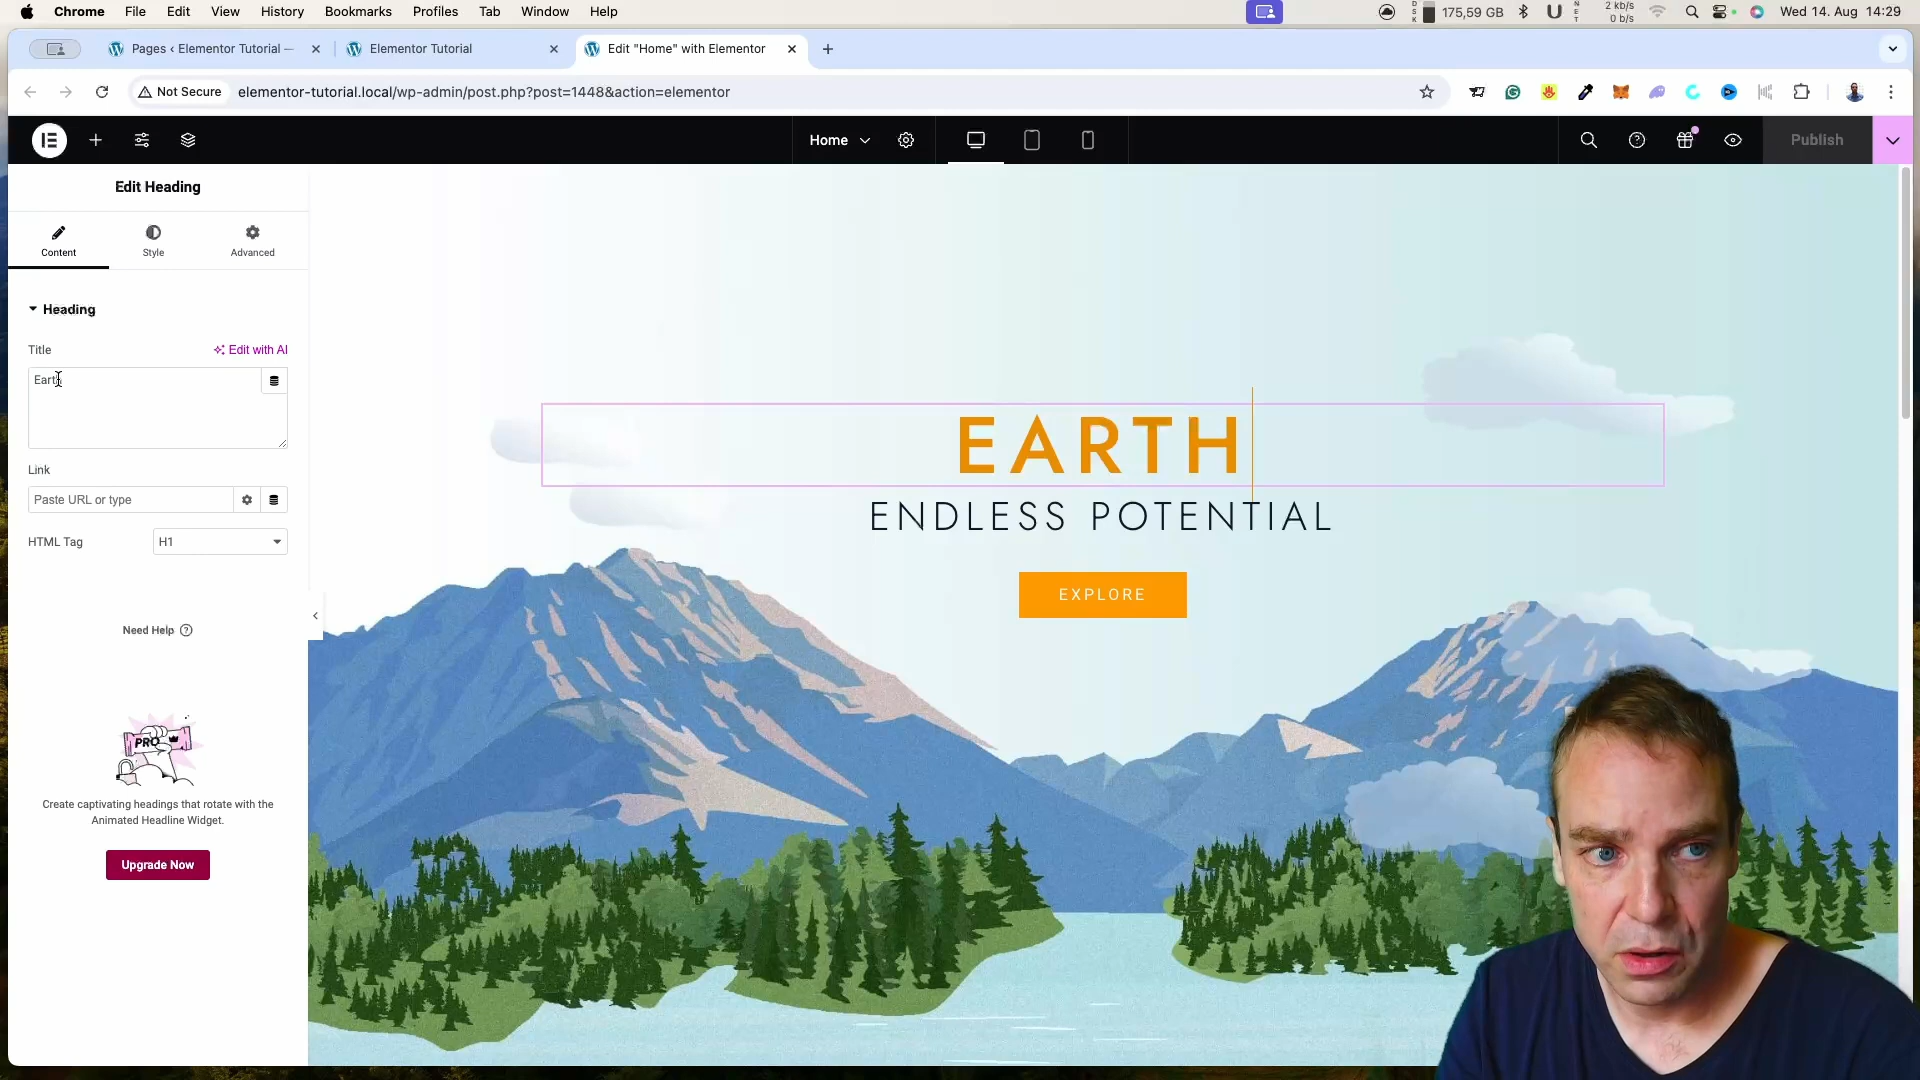 Chrome File Edit View History Bookmarks Profiles Tab Window Help
175,59 GB
2 kb/s
0 b/s
Wed 14. Aug 14:29
Pages ‹ Elementor Tutorial —
Elementor Tutorial
Edit "Home" with Elementor
Not Secure
elementor-tutorial.local/wp-admin/post.php?post=1448&action=elementor
Home
Publish
Edit Heading
Content
Style
Advanced
Heading
Title
Edit with AI
Earth
Link
Paste URL or type
HTML Tag
H1
Need Help
PRO
Create captivating headings that rotate with the
Animated Headline Widget.
Upgrade Now
EARTH
ENDLESS POTENTIAL
EXPLORE